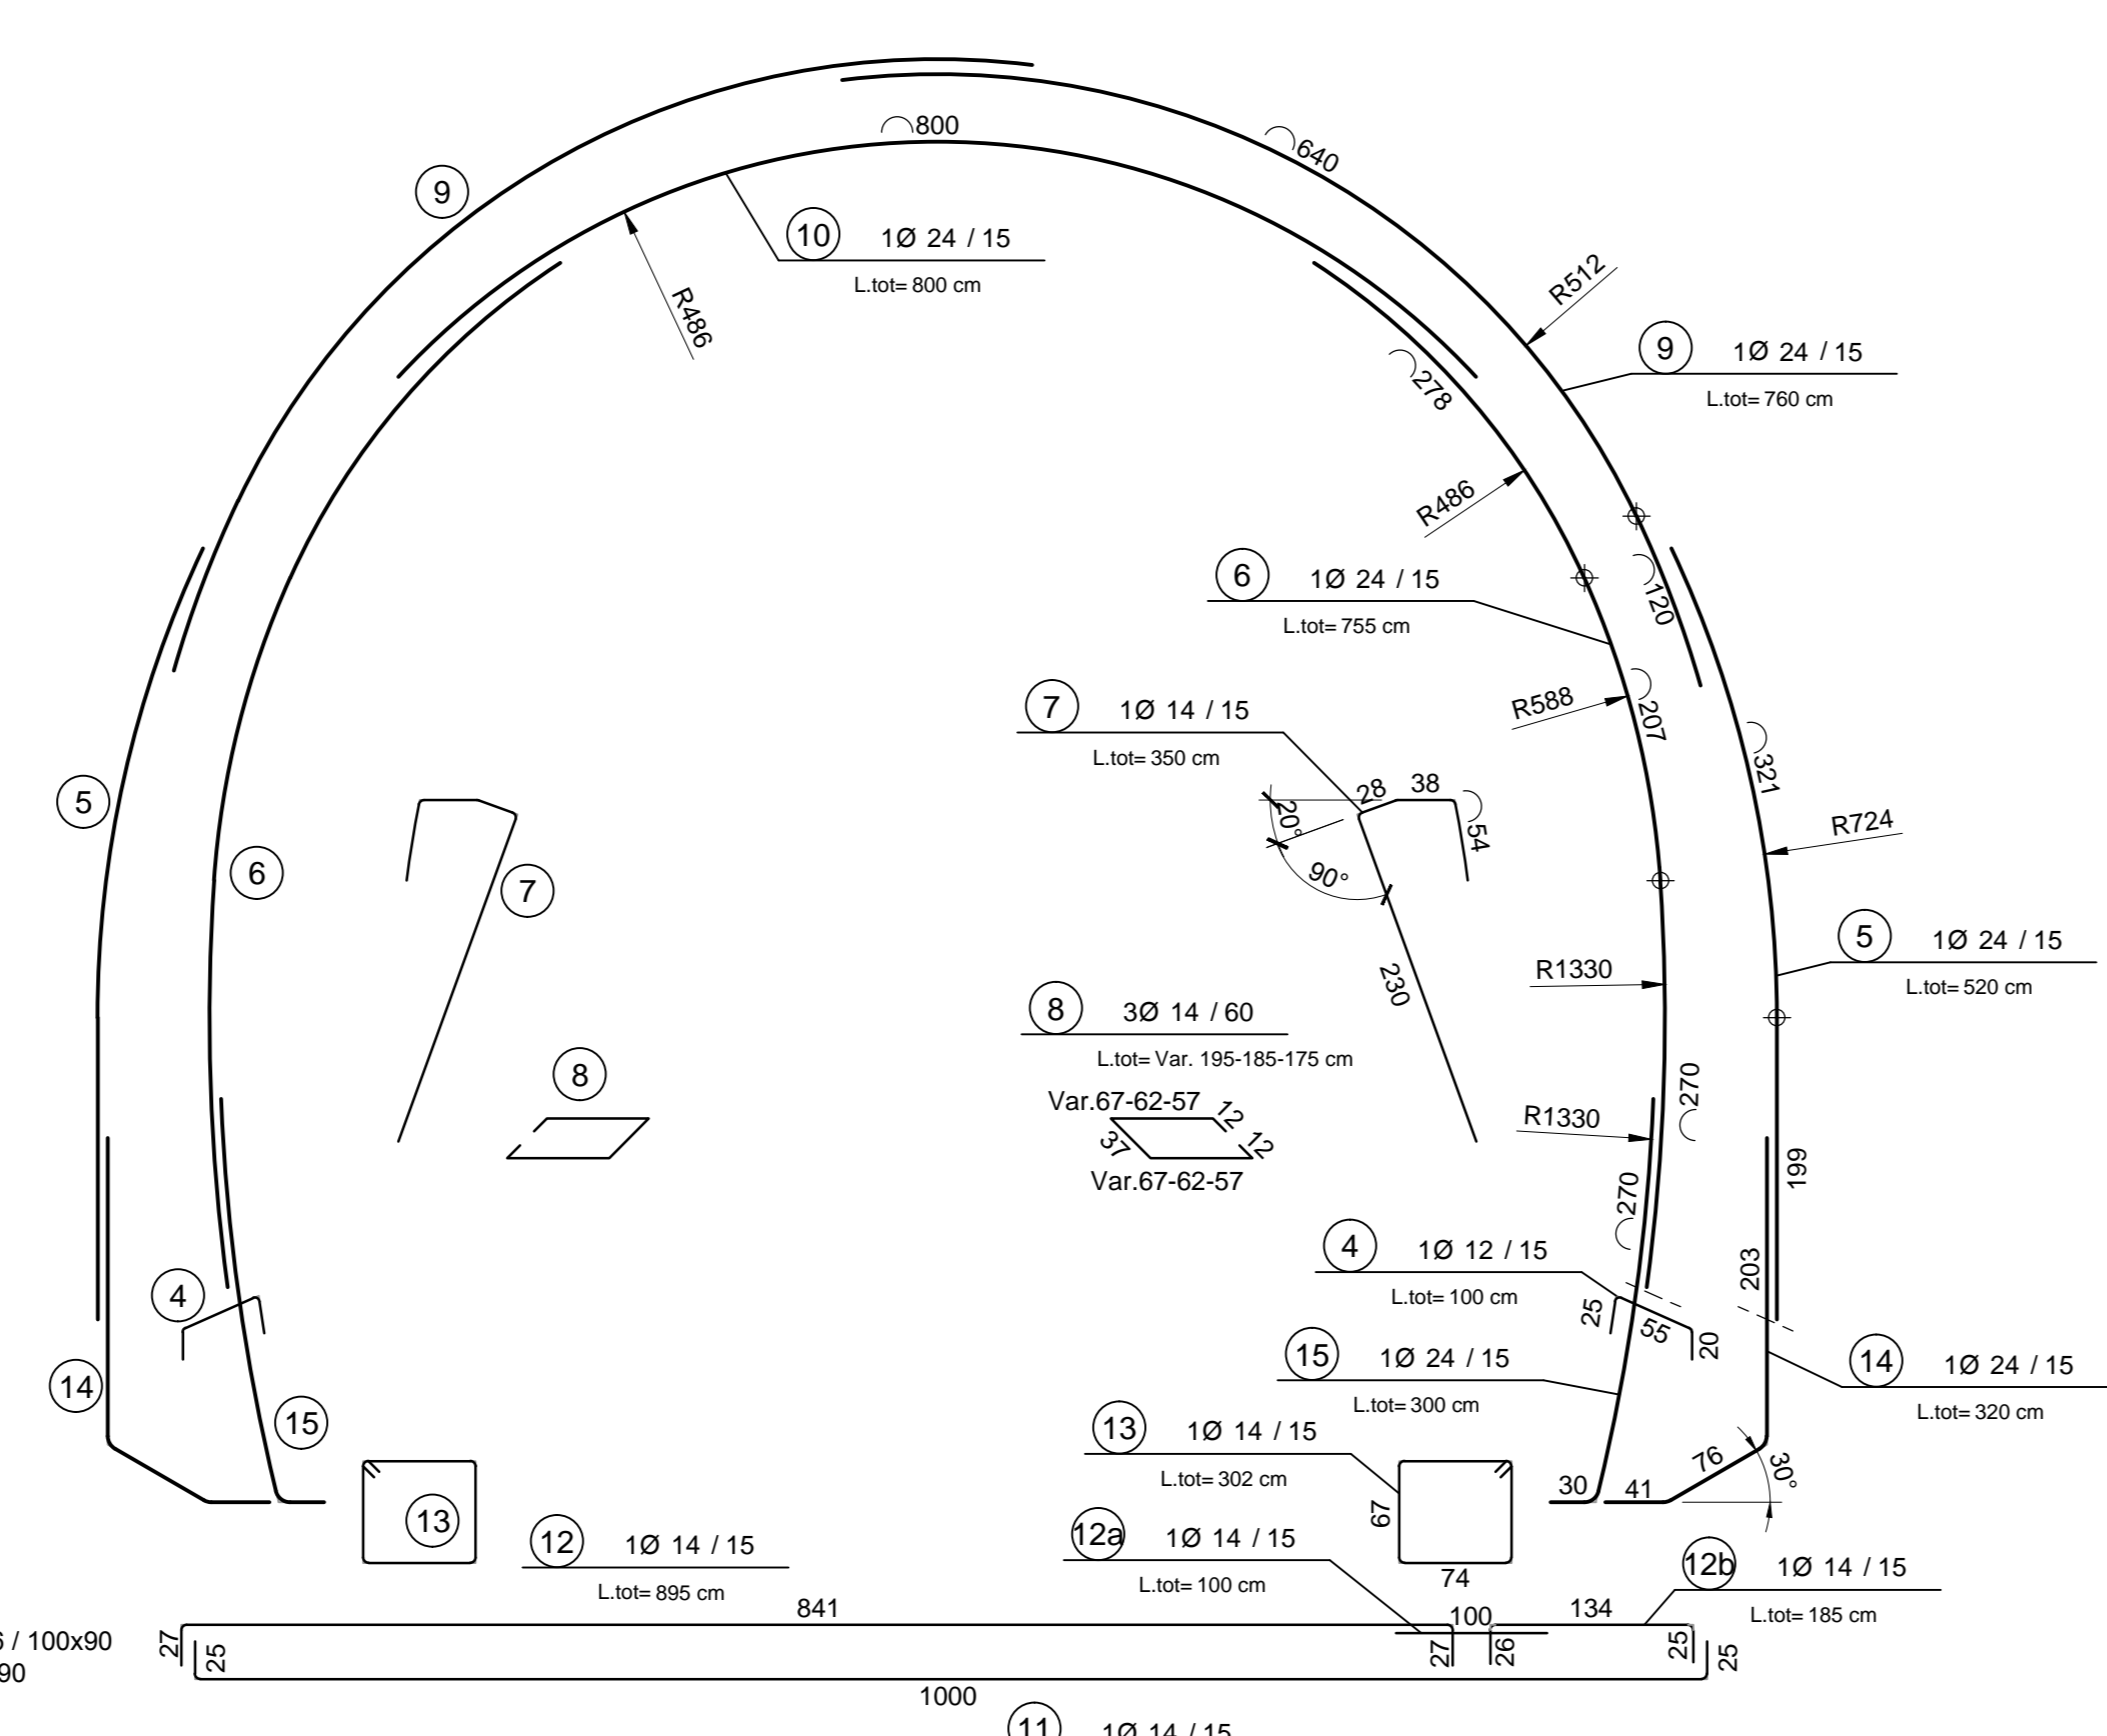 800
640
9
10 1Ø 24 / 15
L.tot= 800 cm
R486
R512
9 1Ø 24 / 15
L.tot= 760 cm
278
R486
6 1Ø 24 / 15
L.tot= 755 cm
120
7 1Ø 14 / 15
L.tot= 350 cm
R588
207
321
5
28
38
20°
54
R724
90°
6
7
5 1Ø 24 / 15
L.tot= 520 cm
R1330
230
8 3Ø 14 / 60
L.tot= Var. 195-185-175 cm
8
Var.67-62-57
12
12
37
Var.67-62-57
270
R1330
199
270
203
4 1Ø 12 / 15
L.tot= 100 cm
4
25
55
20
15 1Ø 24 / 15
L.tot= 300 cm
14 1Ø 24 / 15
L.tot= 320 cm
14
15
13 1Ø 14 / 15
L.tot= 302 cm
76
30°
30
41
67
13
74
12 1Ø 14 / 15
L.tot= 895 cm
12a 1Ø 14 / 15
L.tot= 100 cm
12b 1Ø 14 / 15
L.tot= 185 cm
841
100
134
/ 100x90
90
27
25
27
26
25
25
1000
11 1Ø 14 / 15